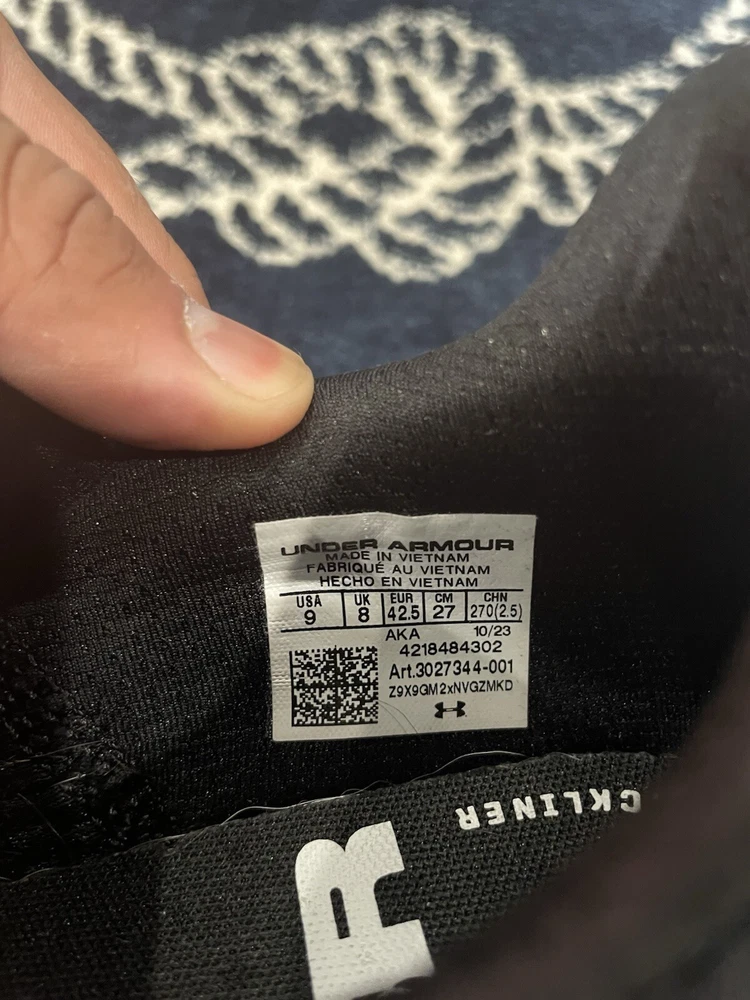 UNDER ARMOUR
MADE IN VIETNAM
FABRIQUÉ AU VIETNAM
HECHO EN VIETNAM
USA UK EUR CM CHN
9 8 42.5 27 270(2.5)
AKA 10/23
4218484302
Art.3027344-001
Z9X9GM2xNVGZMKD
CKLINER
R